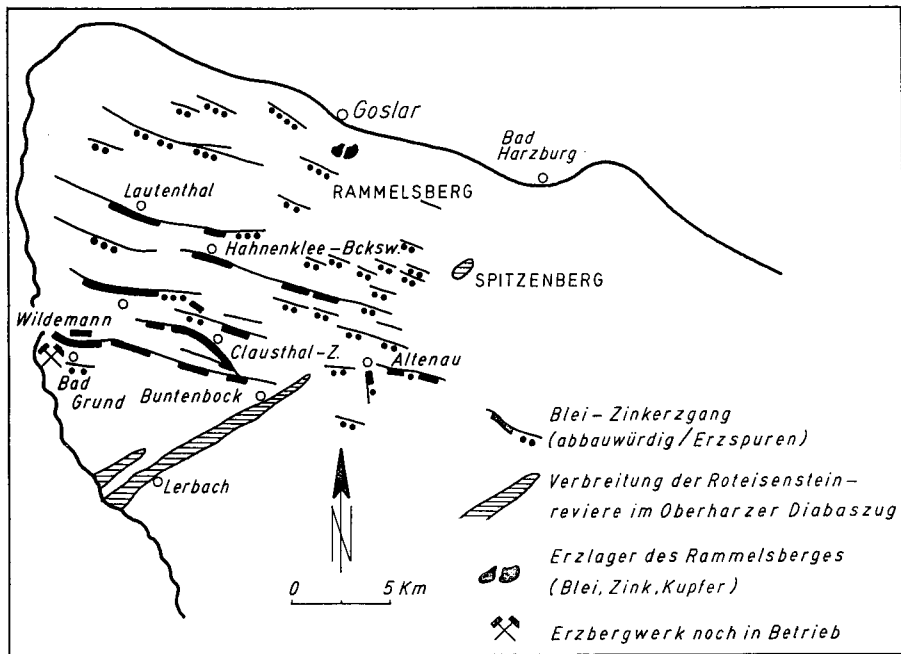 Goslar
Bad
Harzburg
RAMMELSBERG
Lautenthal
Hahnenklee-Bcksw.
SPITZENBERG
Wildemann
Clausthal-Z.
Altenau
Bad
Grund
Buntenbock
Lerbach
N
0 5 Km
Blei-Zinkerzgang
(abbauwürdig/Erzspuren)
Verbreitung der Roteisenstein-
reviere im Oberharzer Diabaszug
Erzlager des Rammelsberges
(Blei, Zink, Kupfer)
Erzbergwerk noch in Betrieb